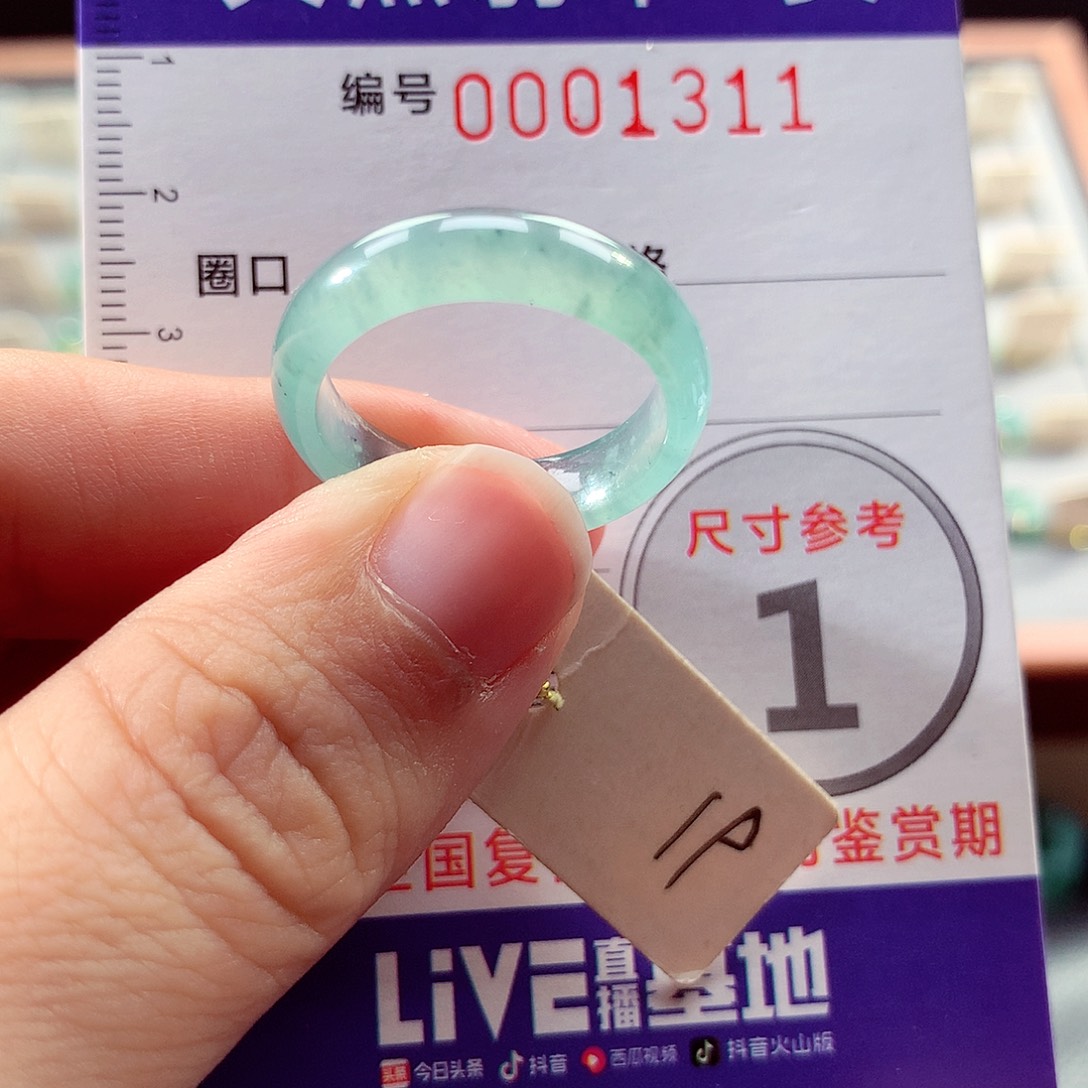 1
编号 0001311
2
圈口
3
尺寸参考
1
国复
鉴赏期
LiVE 直播基地
今日头条 抖音 西瓜视频 抖音火山版